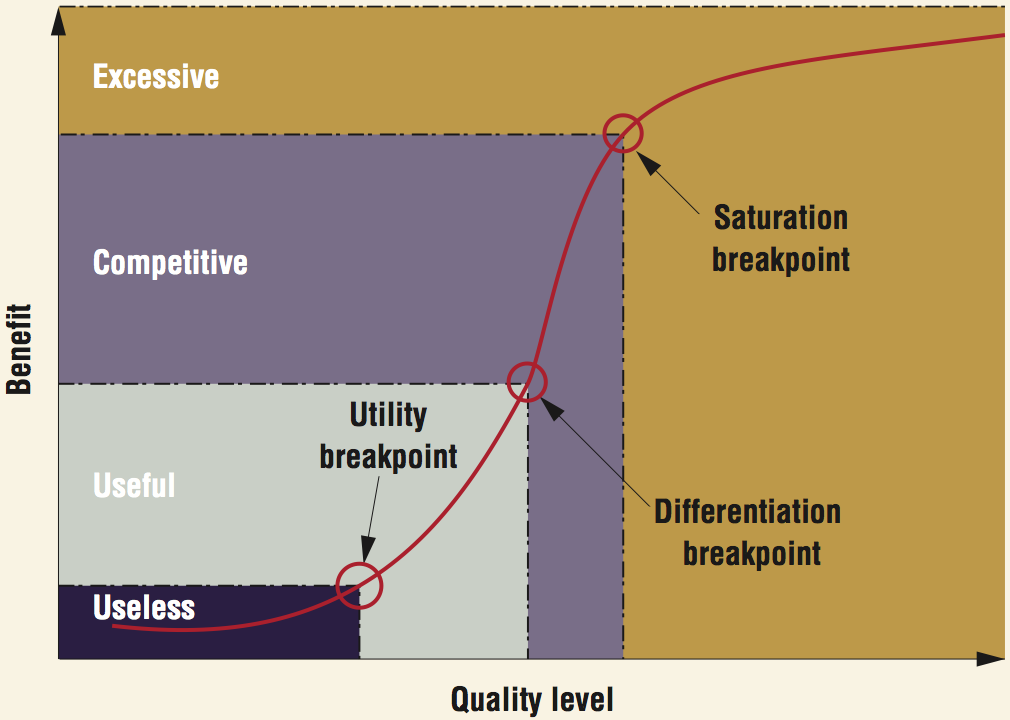 Excessive
Saturation
breakpoint
Competitive
Benefit
Utility
breakpoint
Useful
Differentiation
breakpoint
Useless
Quality level